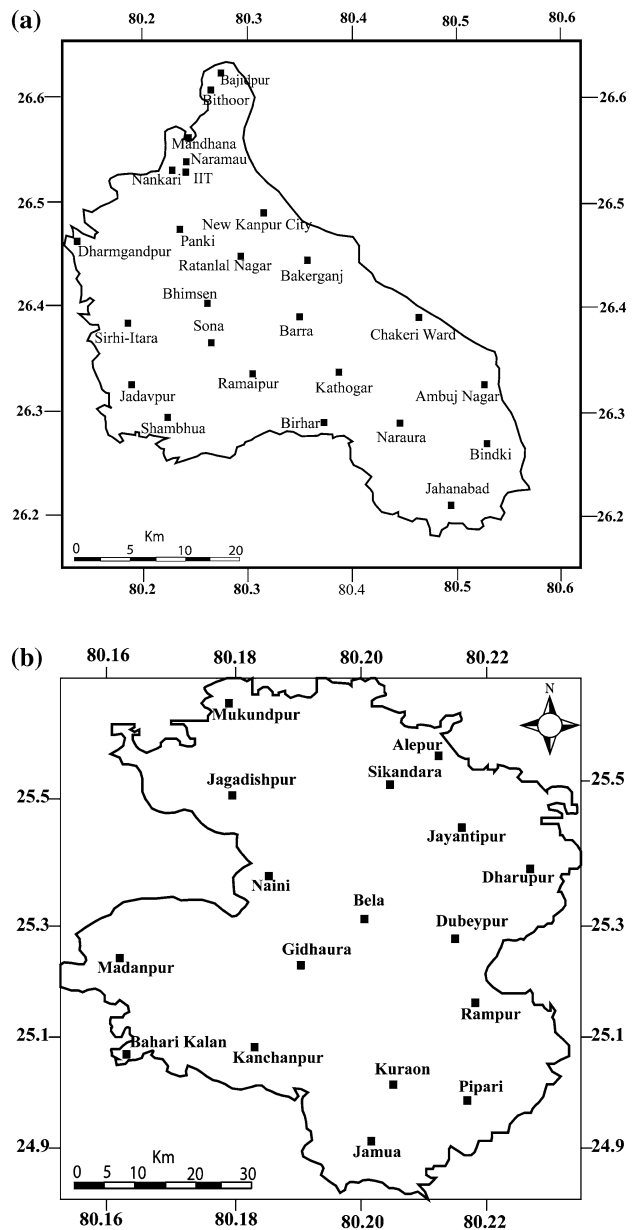 (a)
80.2 80.3 80.4 80.5 80.6
Bajidpur
26.6 26.6
Bithoor
Mandhana
Naramau
Nankari IIT
26.5 26.5
New Kanpur City
Panki
Dharmgandpur
Ratanlal Nagar
Bakerganj
Bhimsen
26.4 26.4
Sona Barra Chakeri Ward
Sirhi-Itara
Ramaipur Kathogar
Jadavpur Ambuj Nagar
26.3 26.3
Shambhua Birhar Naraura
Bindki
Jahanabad
26.2 26.2
Km
0 5 10 20
80.2 80.3 80.4 80.5 80.6
(b)
80.16 80.18 80.20 80.22
N
Mukundpur
Alepur
Sikandara
Jagadishpur 25.5
25.5
Jayantipur
Dharupur
Naini
Bela
25.3 Dubeypur 25.3
Gidhaura
Madanpur
Rampur
25.1 Bahari Kalan 25.1
Kanchanpur
Kuraon
Pipari
24.9 Jamua 24.9
Km
0 5 10 20 30
80.16 80.18 80.20 80.22